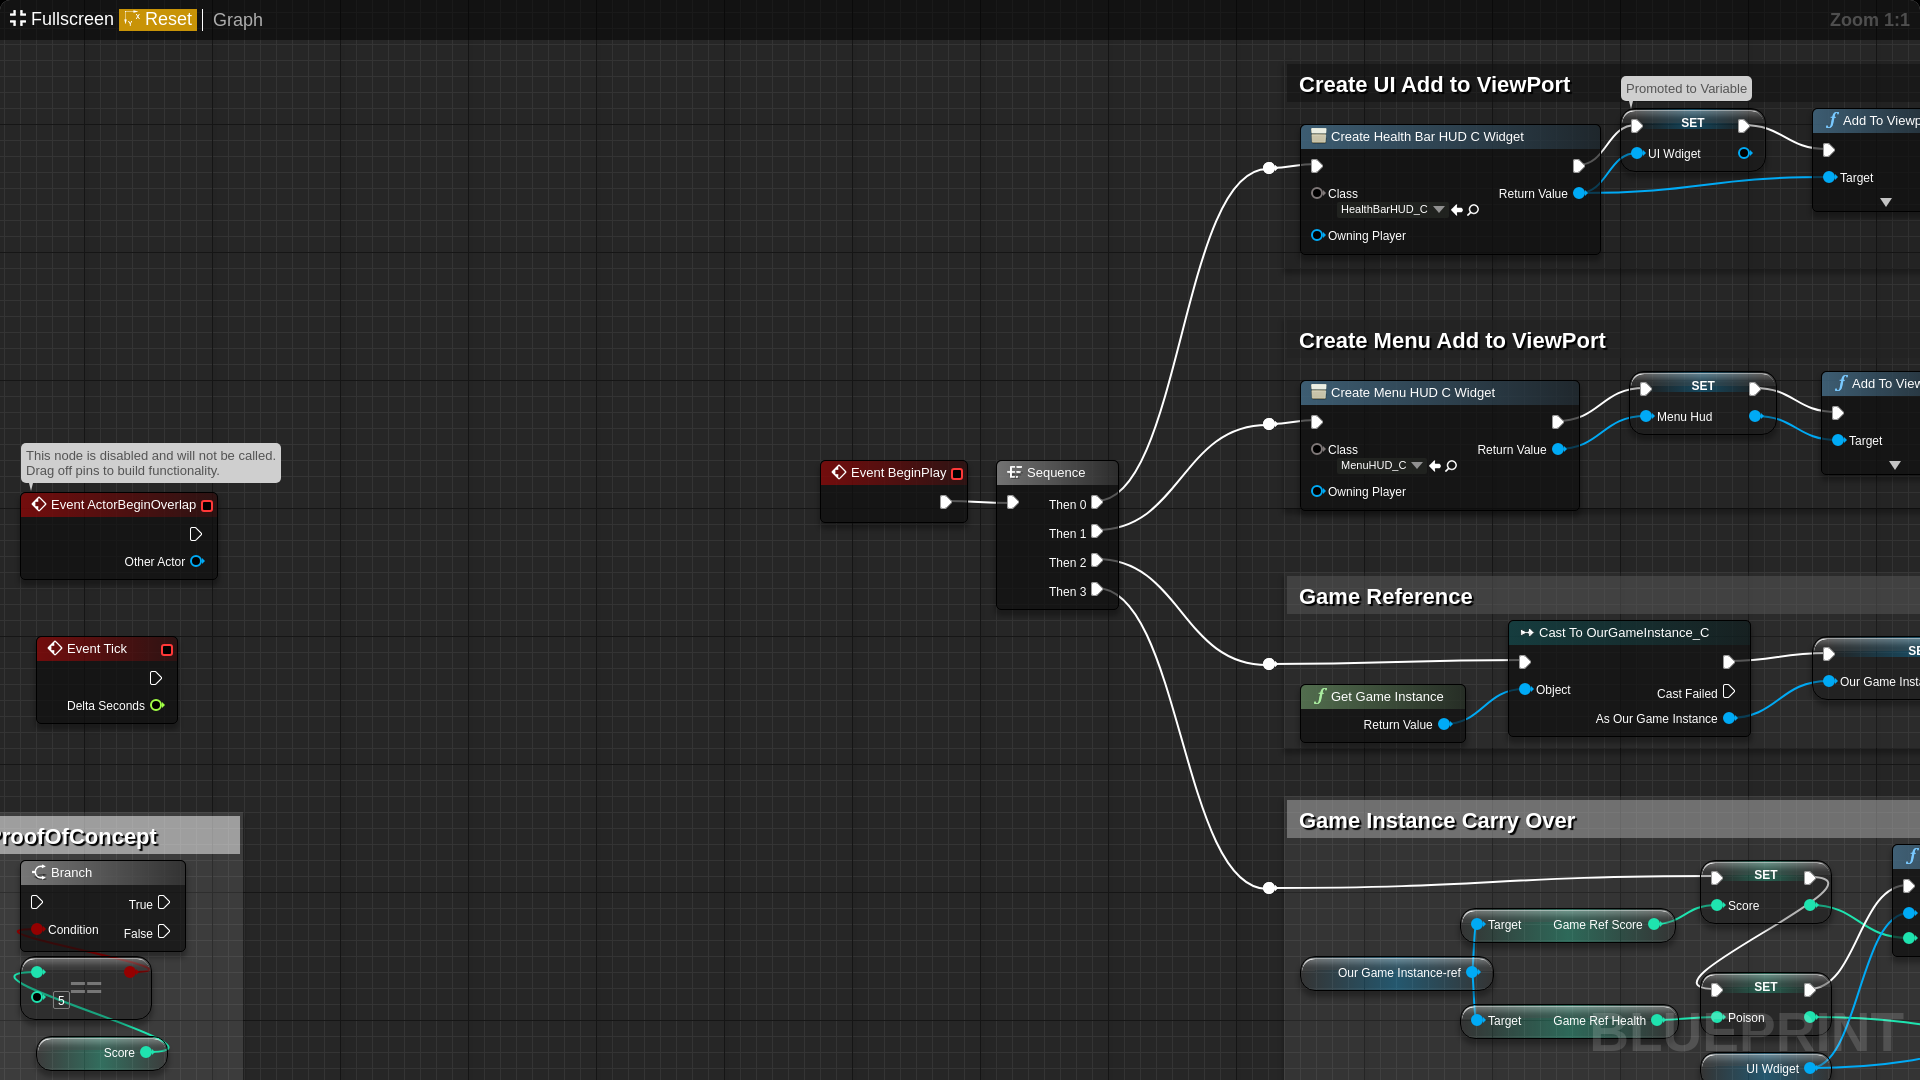 Fullscreen Reset Graph Zoom 1:1
Create UI Add to ViewPort
Promoted to Variable
Create Health Bar HUD C Widget
SET
Add To Viewp
Class
HealthBarHUD_C
Return Value
Owning Player
UI Wdiget
Target
Create Menu Add to ViewPort
Create Menu HUD C Widget
SET
Add To View
Class
MenuHUD_C
Return Value
Owning Player
Menu Hud
Target
This node is disabled and will not be called.
Drag off pins to build functionality.
Event ActorBeginOverlap
Other Actor
Event BeginPlay
Sequence
Then 0
Then 1
Then 2
Then 3
Event Tick
Delta Seconds
Game Reference
Cast To OurGameInstance_C
Object
Cast Failed
As Our Game Instance
Get Game Instance
Return Value
SE
Our Game Insta
roofOfConcept
Branch
True
Condition
False
==
5
Score
Game Instance Carry Over
SET
Score
Target Game Ref Score
Our Game Instance-ref
Target Game Ref Health
SET
Poison
UI Wdiget
BLUEPRINT